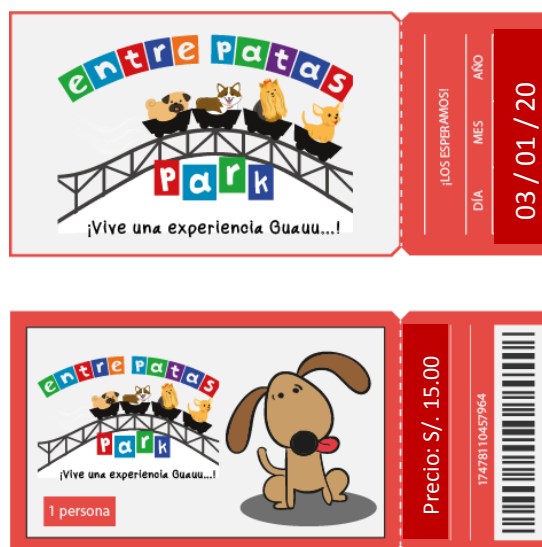 entre patas
park
¡Vive una experiencia Guauu...!
¡LOS ESPERAMOS!
DÍA MES AÑO
03 / 01 / 20
entre patas
park
¡Vive una experiencia Guauu...!
1 persona
Precio: S/. 15.00
17478110457964